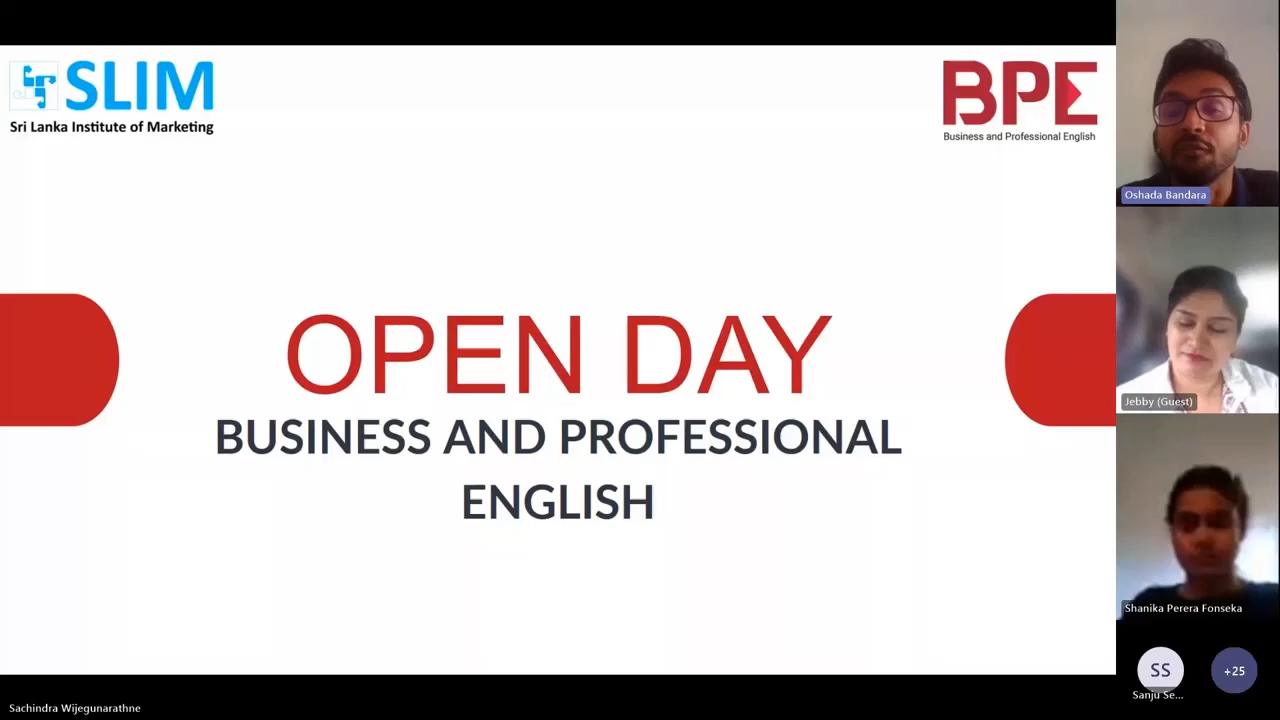 SLIM
Sri Lanka Institute of Marketing
BPE
Business and Professional English
OPEN DAY
BUSINESS AND PROFESSIONAL
ENGLISH
Oshada Bandara
Jebby (Guest)
Shanika Perera Fonseka
SS
+25
Sanju Se...
Sachindra Wijegunarathne